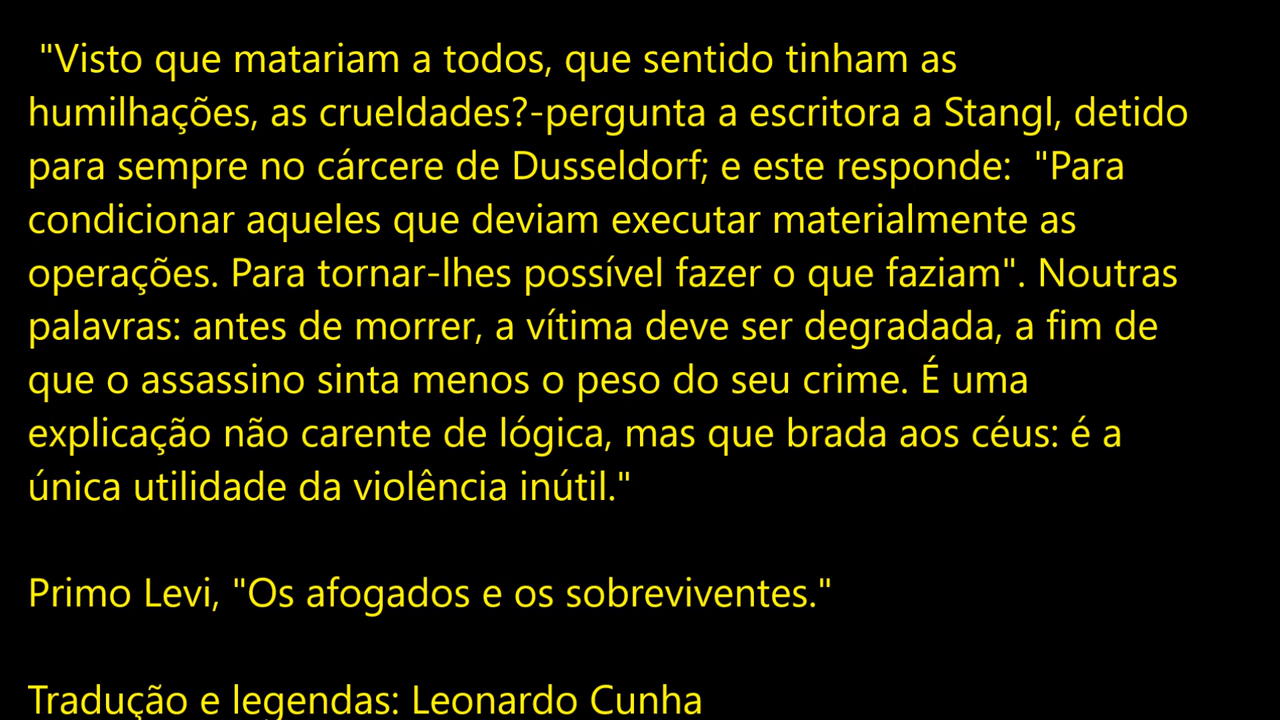 "Visto que matariam a todos, que sentido tinham as
humilhações, as crueldades?-pergunta a escritora a Stangl, detido
para sempre no cárcere de Dusseldorf; e este responde:  "Para
condicionar aqueles que deviam executar materialmente as
operações. Para tornar-lhes possível fazer o que faziam". Noutras
palavras: antes de morrer, a vítima deve ser degradada, a fim de
que o assassino sinta menos o peso do seu crime. É uma
explicação não carente de lógica, mas que brada aos céus: é a
única utilidade da violência inútil."
Primo Levi, "Os afogados e os sobreviventes."
Tradução e legendas: Leonardo Cunha